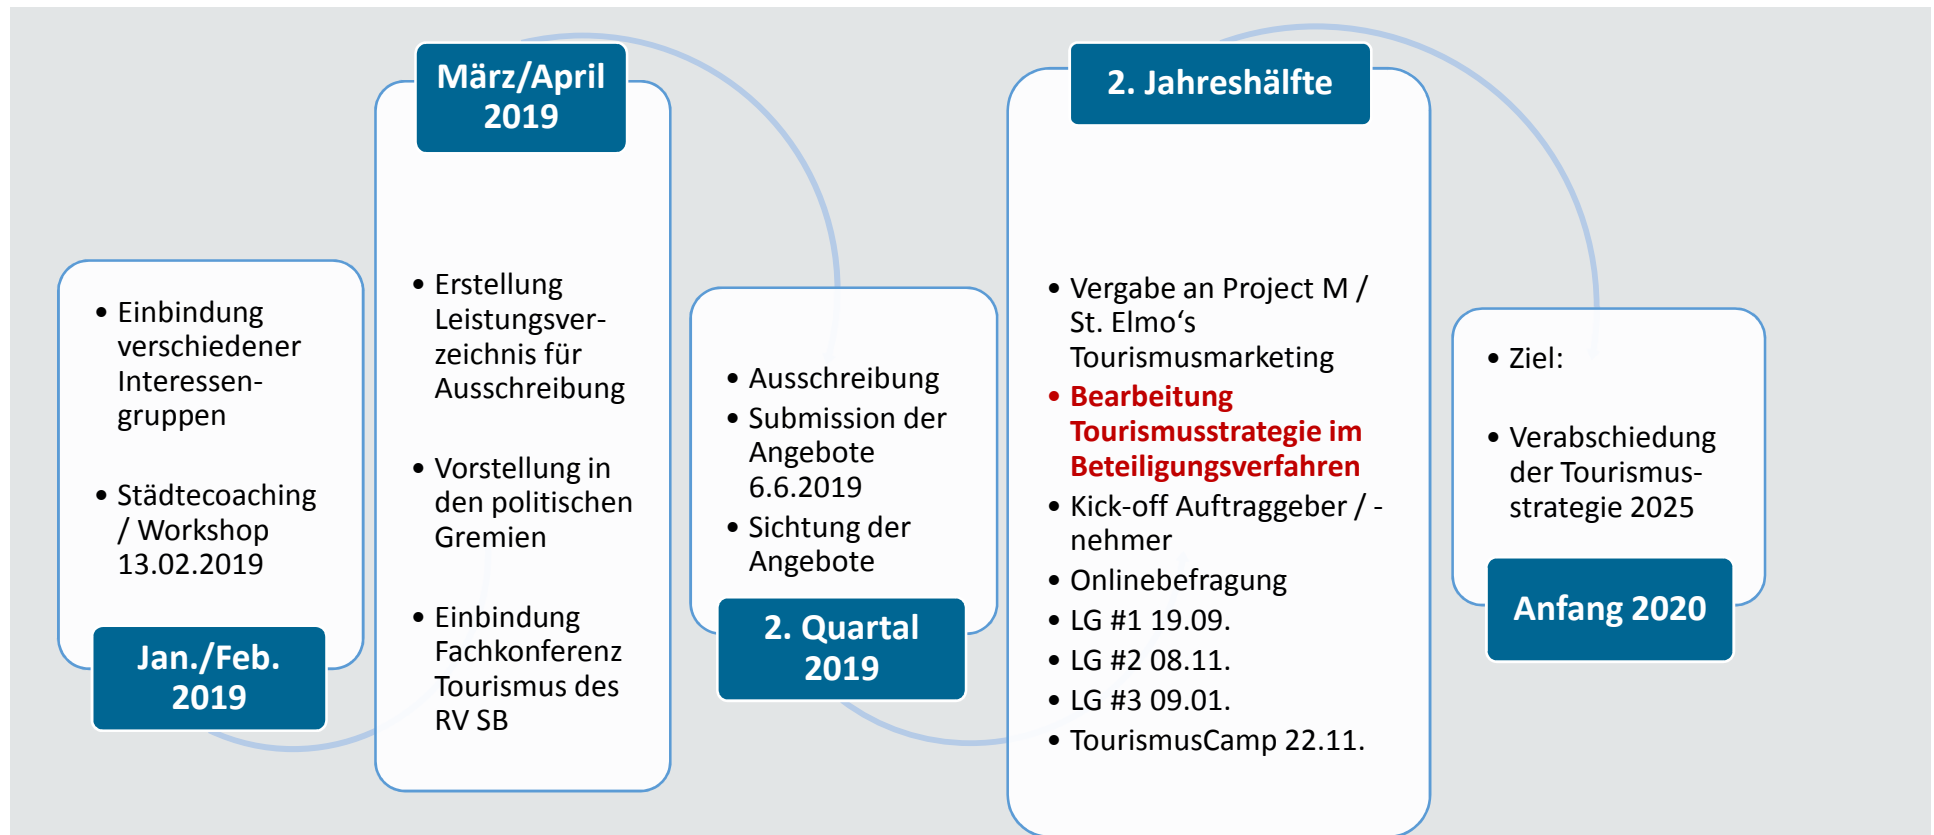 • Einbindung
verschiedener
Interessen-
gruppen
• Städtecoaching
/ Workshop
13.02.2019
Jan./Feb.
2019
März/April
2019
• Erstellung
Leistungsver-
zeichnis für
Ausschreibung
• Vorstellung in
den politischen
Gremien
• Einbindung
Fachkonferenz
Tourismus des
RV SB
• Ausschreibung
• Submission der
Angebote
6.6.2019
• Sichtung der
Angebote
2. Quartal
2019
2. Jahreshälfte
• Vergabe an Project M /
St. Elmo‘s
Tourismusmarketing
• Bearbeitung
Tourismusstrategie im
Beteiligungsverfahren
• Kick-off Auftraggeber / -
nehmer
• Onlinebefragung
• LG #1 19.09.
• LG #2 08.11.
• LG #3 09.01.
• TourismusCamp 22.11.
• Ziel:
• Verabschiedung
der Tourismus-
strategie 2025
Anfang 2020